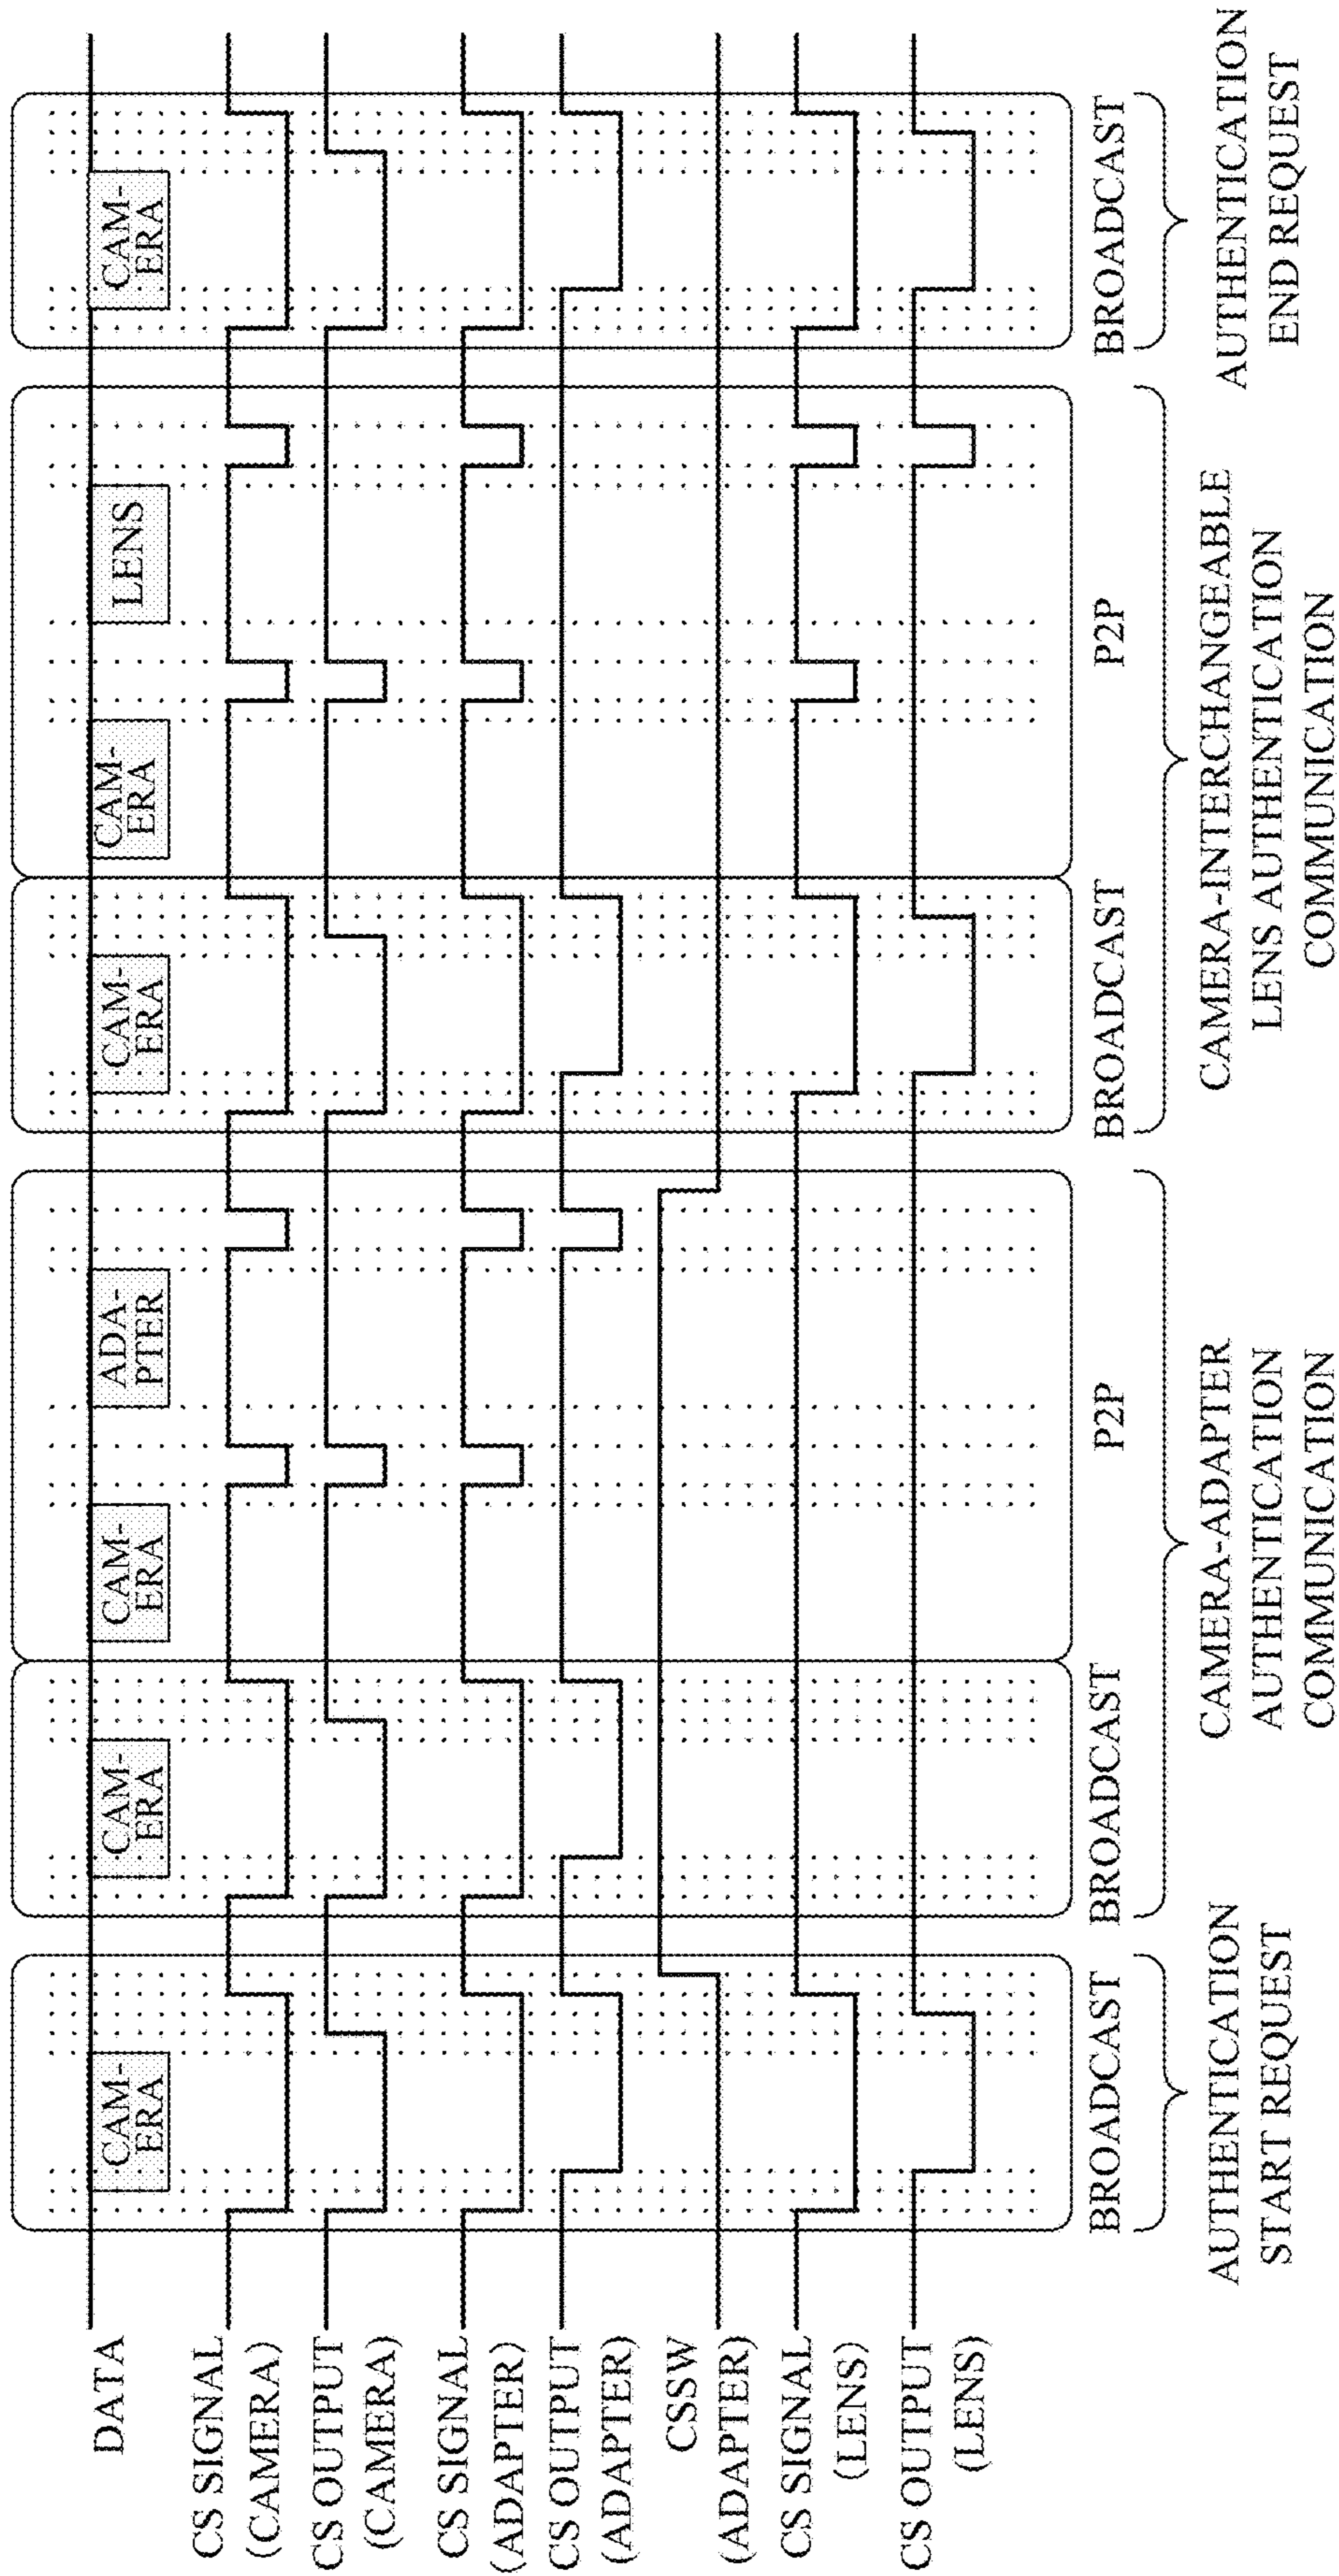 DATA
CAM-
ERA
CAM-
ERA
CAM-
ERA
ADA-
PTER
CAM-
ERA
CAM-
ERA
LENS
CAM-
ERA
CS SIGNAL
(CAMERA)
CS OUTPUT
(CAMERA)
CS SIGNAL
(ADAPTER)
CS OUTPUT
(ADAPTER)
CSSW
(ADAPTER)
CS SIGNAL
(LENS)
CS OUTPUT
(LENS)
BROADCAST
BROADCAST
P2P
BROADCAST
P2P
BROADCAST
AUTHENTICATION
START REQUEST
CAMERA-ADAPTER
AUTHENTICATION
COMMUNICATION
CAMERA-INTERCHANGEABLE
LENS AUTHENTICATION
COMMUNICATION
AUTHENTICATION
END REQUEST